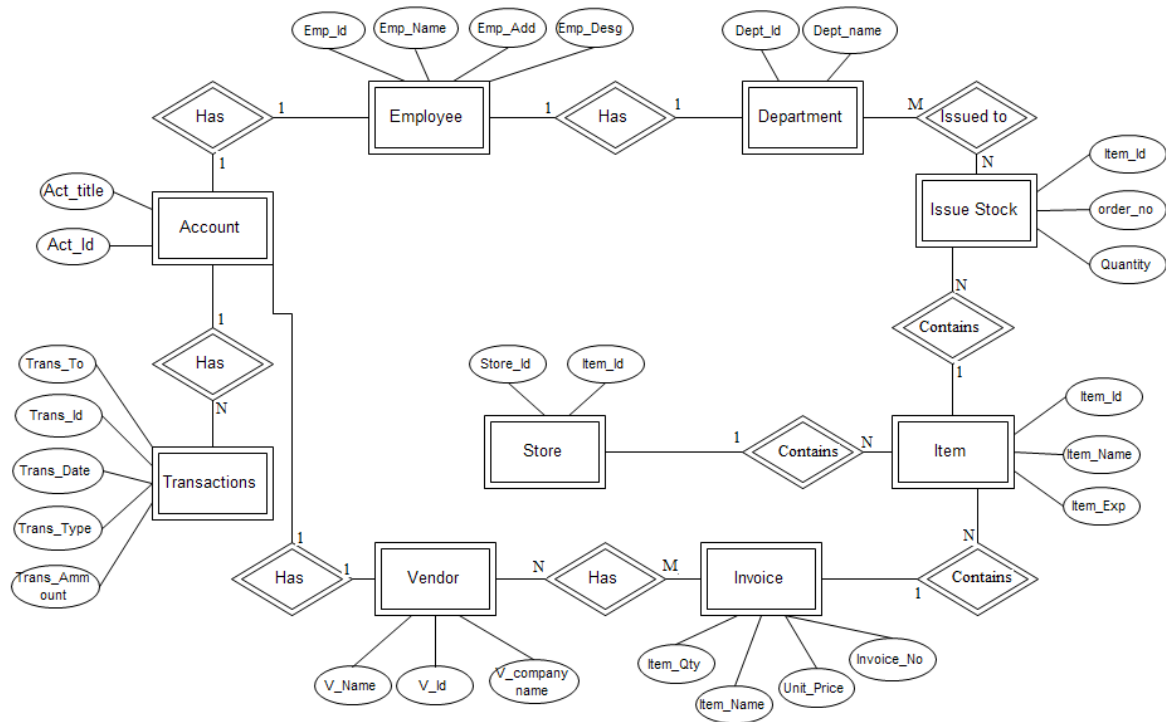 Emp_Id
Emp_Name
Emp_Add
Emp_Desg
Dept_Id
Dept_name
Has
1
Employee
1
Has
1
Department
M
Issued to
1
N
Item_Id
Act_title
Account
Issue Stock
order_no
Act_Id
Quantity
N
1
Contains
Trans_To
Has
Store_Id
Item_Id
1
Item_Id
Trans_Id
N
Store
1
Contains
N
Item
Item_Name
Trans_Date
Transactions
Item_Exp
Trans_Type
1
N
Trans_Amm
ount
Has
1
Vendor
N
Has
M
Invoice
1
Contains
V_Name
V_Id
V_company
name
Item_Qty
Item_Name
Unit_Price
Invoice_No